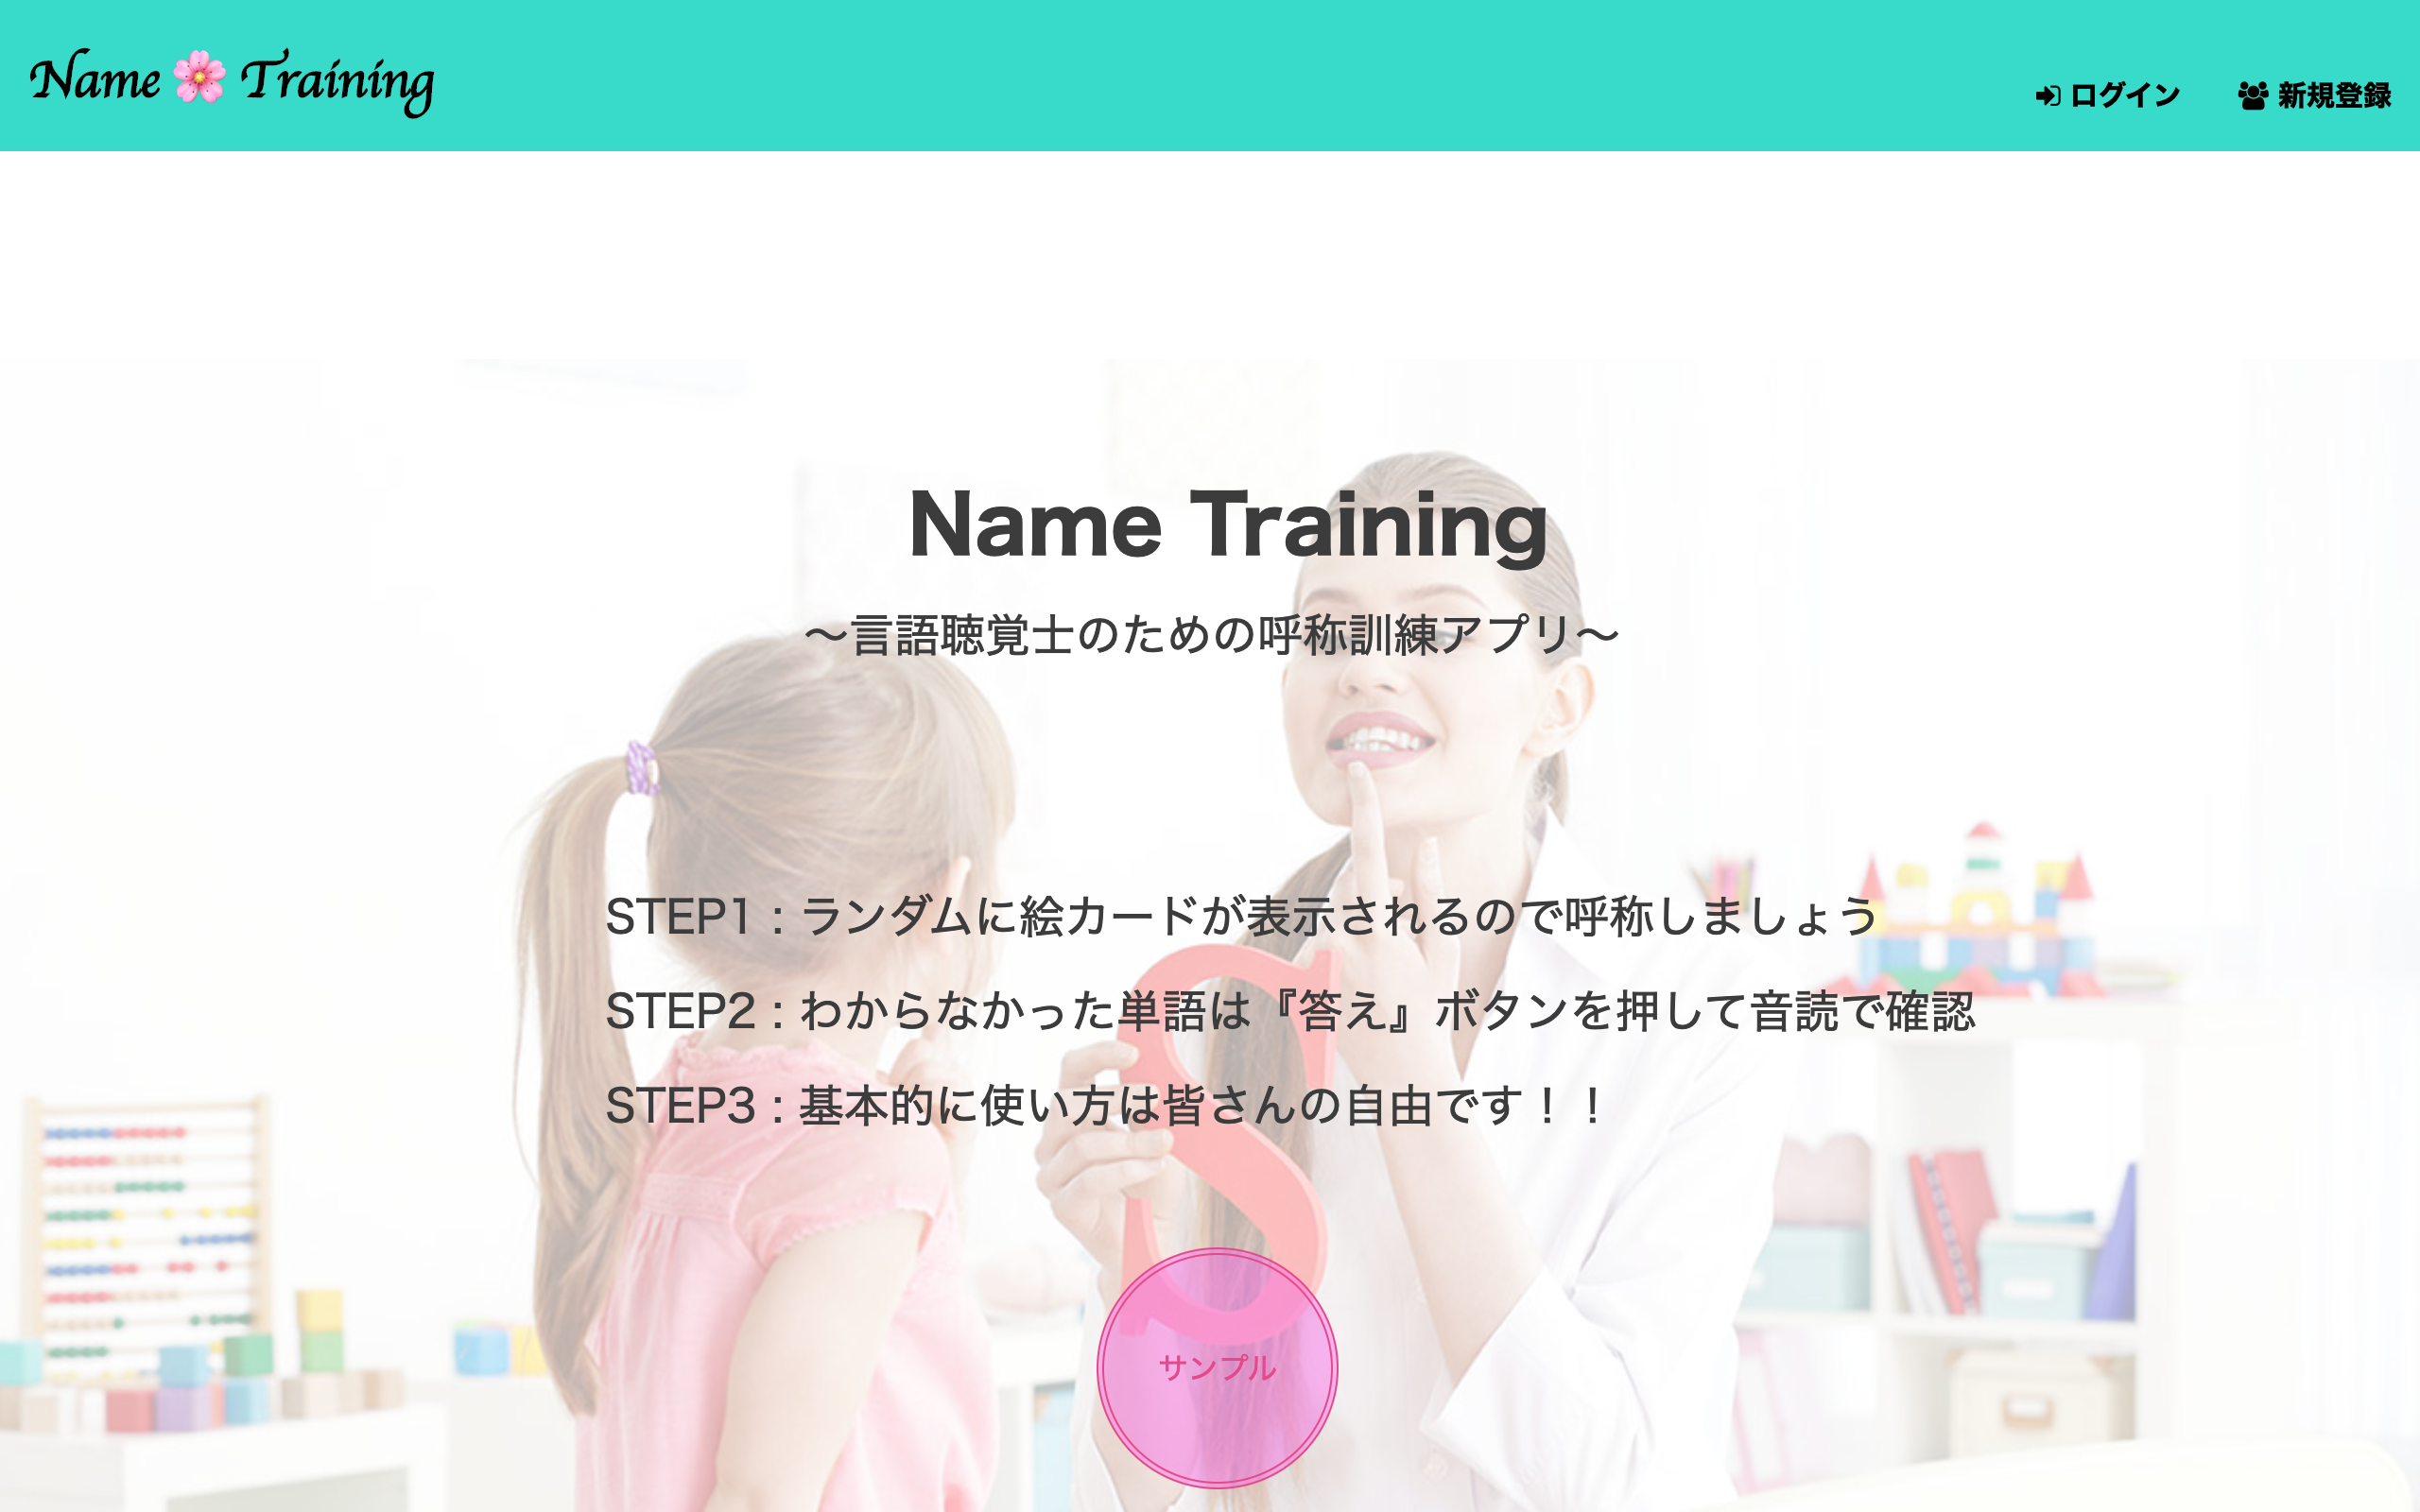 Name 🌸 Training
ログイン
新規登録
Name Training
〜言語聴覚士のための呼称訓練アプリ〜
STEP1：ランダムに絵カードが表示されるので呼称しましょう
STEP2：わからなかった単語は『答え』ボタンを押して音読で確認
STEP3：基本的に使い方は皆さんの自由です！！
S
サンプル